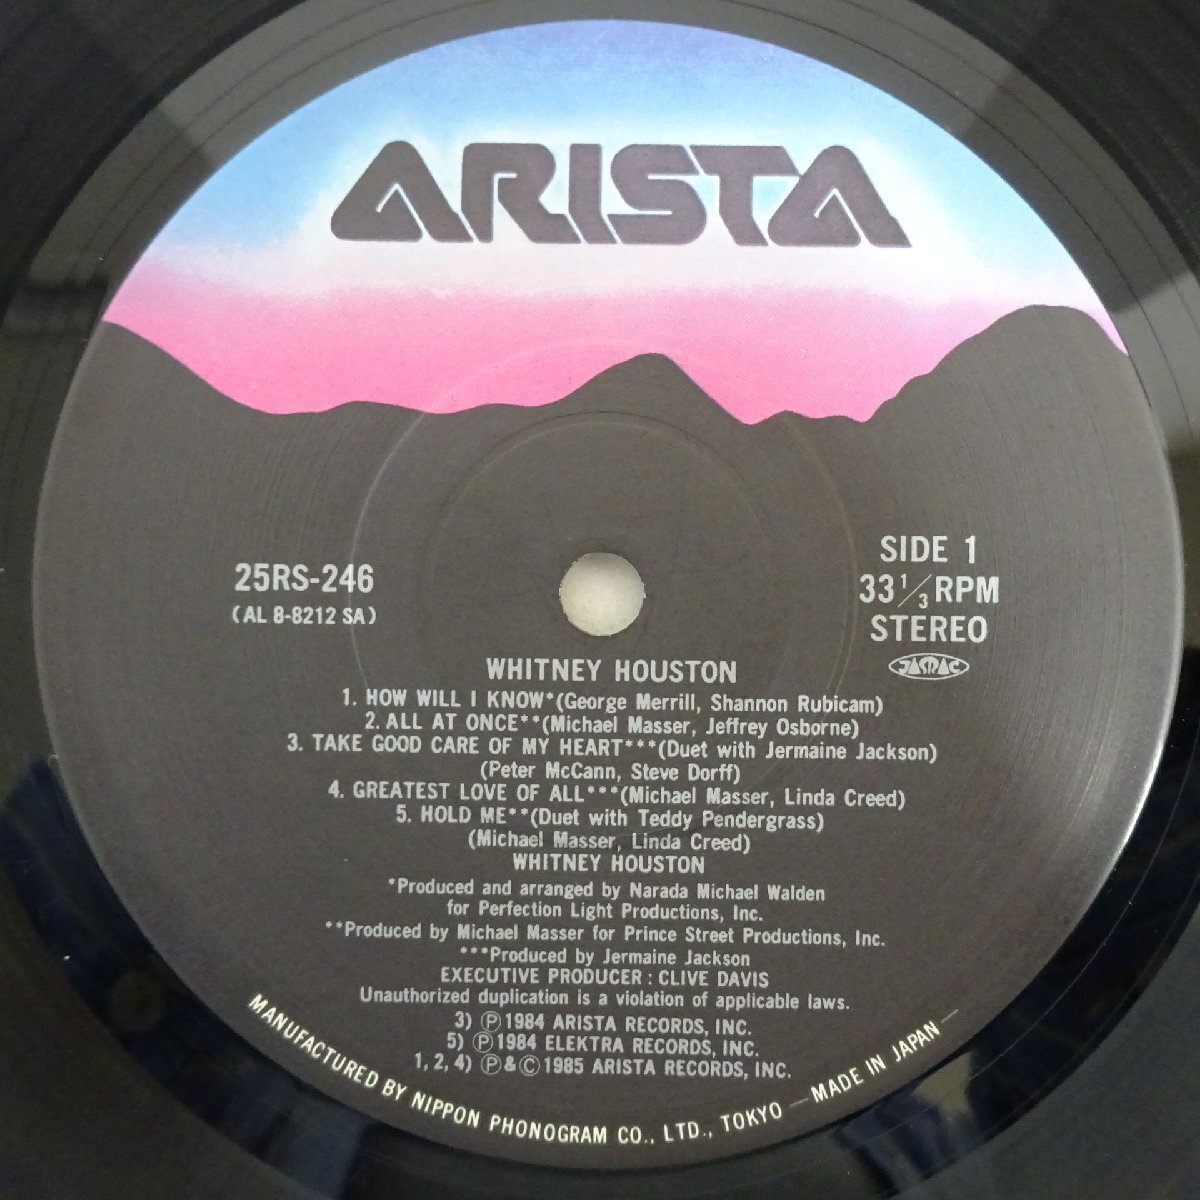 ARISTA
25RS-246
(AL 8-8212 SA)
SIDE 1
33 1/3 RPM
STEREO
JASRAC
WHITNEY HOUSTON
1. HOW WILL I KNOW*(George Merrill, Shannon Rubicam)
2. ALL AT ONCE**(Michael Masser, Jeffrey Osborne)
3. TAKE GOOD CARE OF MY HEART***(Duet with Jermaine Jackson)
(Peter McCann, Steve Dorff)
4. GREATEST LOVE OF ALL***(Michael Masser, Linda Creed)
5. HOLD ME**(Duet with Teddy Pendergrass)
(Michael Masser, Linda Creed)
WHITNEY HOUSTON
*Produced and arranged by Narada Michael Walden
for Perfection Light Productions, Inc.
**Produced by Michael Masser for Prince Street Productions, Inc.
***Produced by Jermaine Jackson
EXECUTIVE PRODUCER : CLIVE DAVIS
Unauthorized duplication is a violation of applicable laws.
3) Ⓟ1984 ARISTA RECORDS, INC.
5) Ⓟ1984 ELEKTRA RECORDS, INC.
1, 2, 4) Ⓟ&©1985 ARISTA RECORDS, INC.
MANUFACTURED BY NIPPON PHONOGRAM CO., LTD., TOKYO —MADE IN JAPAN—